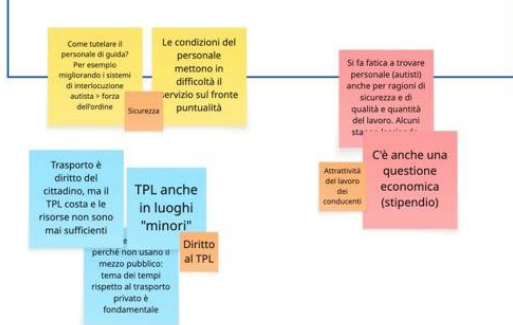 Come tutelare il
personale di guida?
Per esempio
migliorando i sistemi
di interlocuzione
autista > forza
dell'ordine
Sicurezza
Le condizioni del
personale
mettono in
difficoltà il
servizio sul fronte
puntualità
Si fa fatica a trovare
personale (autisti)
anche per ragioni di
sicurezza e di
qualità e quantità
del lavoro. Alcuni
Attrattività
del lavoro
dei
conducenti
C'è anche una
questione
economica
(stipendio)
Trasporto è
diritto del
cittadino, ma il
TPL costa e le
risorse non sono
mai sufficienti
TPL anche
in luoghi
"minori"
Diritto
al TPL
perché non usano il
mezzo pubblico:
tema dei tempi
rispetto al trasporto
privato è
fondamentale